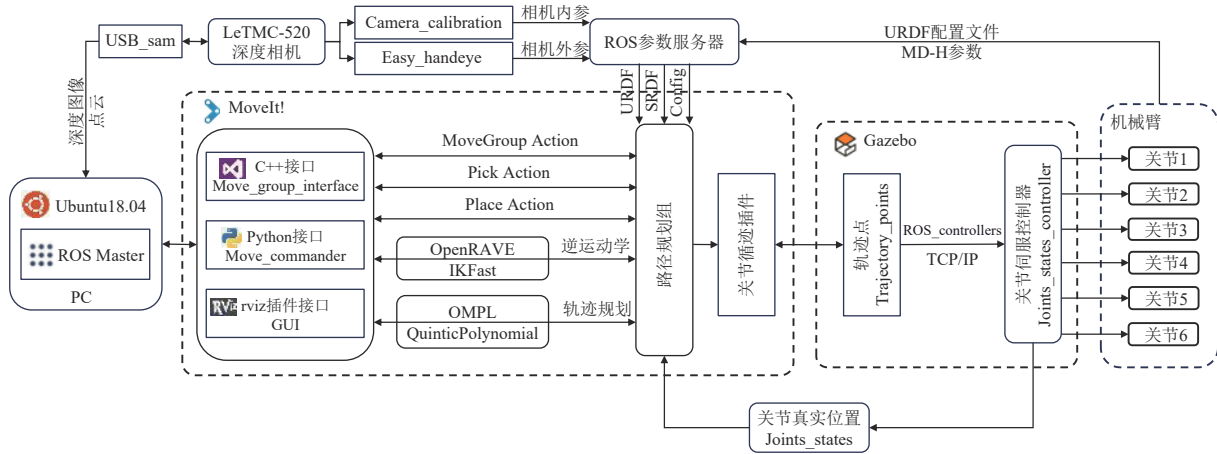 USB_sam
LeTMC-520
深度相机
Camera_calibration
Easy_handeye
相机内参
相机外参
ROS参数服务器
URDF配置文件
MD-H参数
深度图像
点云
URDF
SRDF
Config
MoveIt!
C++接口
Move_group_interface
Python接口
Move_commander
RViz
rviz插件接口
GUI
Ubuntu18.04
ROS Master
PC
MoveGroup Action
Pick Action
Place Action
OpenRAVE
IKFast
逆运动学
OMPL
QuinticPolynomial
轨迹规划
路径规划组
关节循迹插件
Gazebo
轨迹点
Trajectory_points
ROS_controllers
TCP/IP
关节伺服控制器
Joints_states_controller
机械臂
关节1
关节2
关节3
关节4
关节5
关节6
关节真实位置
Joints_states